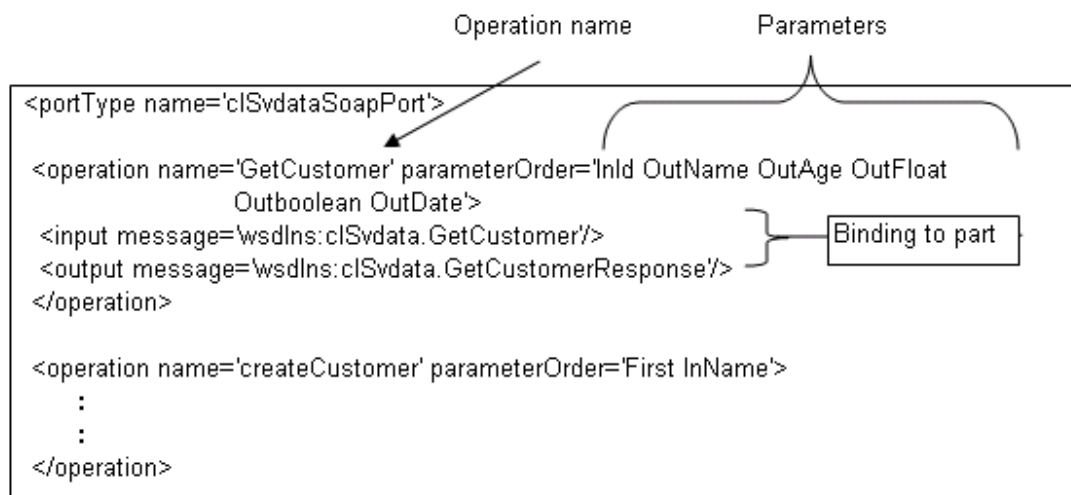 Operation name
Parameters
<portType name='clSvdataSoapPort'>
<operation name='GetCustomer' parameterOrder='InId OutName OutAge OutFloat
Outboolean OutDate'>
<input message='wsdlns:clSvdata.GetCustomer'/>
<output message='wsdlns:clSvdata.GetCustomerResponse'/>
Binding to part
</operation>
<operation name='createCustomer' parameterOrder='First InName'>
:
:
</operation>